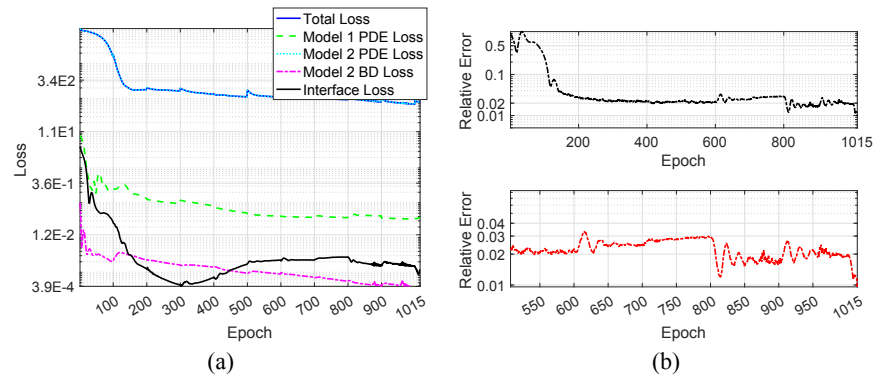 Total Loss
Model 1 PDE Loss
Model 2 PDE Loss
Model 2 BD Loss
Interface Loss
3.4E2
1.1E1
3.6E-1
1.2E-2
3.9E-4
Loss
100 200 300 400 500 600 700 800 900 1015
Epoch
(a)
0.5
0.1
0.02
0.01
Relative Error
200 400 600 800 1015
Epoch
0.04
0.03
0.02
0.01
Relative Error
550 600 650 700 750 800 850 900 950 1015
Epoch
(b)